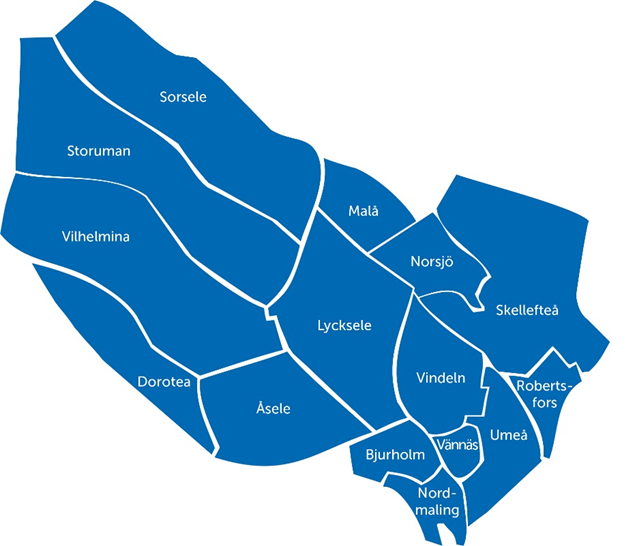 Sorsele
Storuman
Malå
Vilhelmina
Norsjö
Skellefteå
Lycksele
Vindeln
Dorotea
Roberts-
fors
Åsele
Umeå
Vännäs
Bjurholm
Nord-
maling